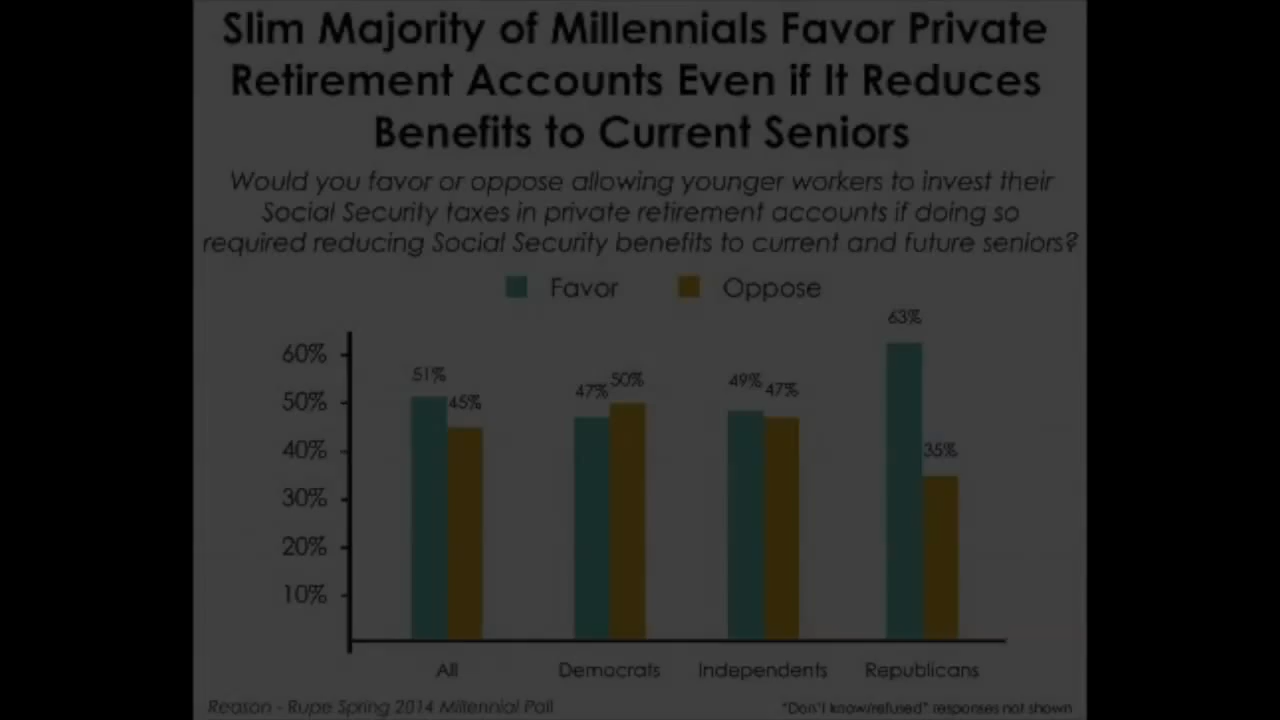 Slim Majority of Millennials Favor Private
Retirement Accounts Even if It Reduces
Benefits to Current Seniors
Would you favor or oppose allowing younger workers to invest their
Social Security taxes in private retirement accounts if doing so
required reducing Social Security benefits to current and future seniors?
Favor Oppose
63%
60%
51%
50%
47%
49%
47%
50%
45%
40%
35%
30%
20%
10%
All Democrats Independents Republicans
Reason - Rupe Spring 2014 Millennial Poll
"Don't know/refused" responses not shown